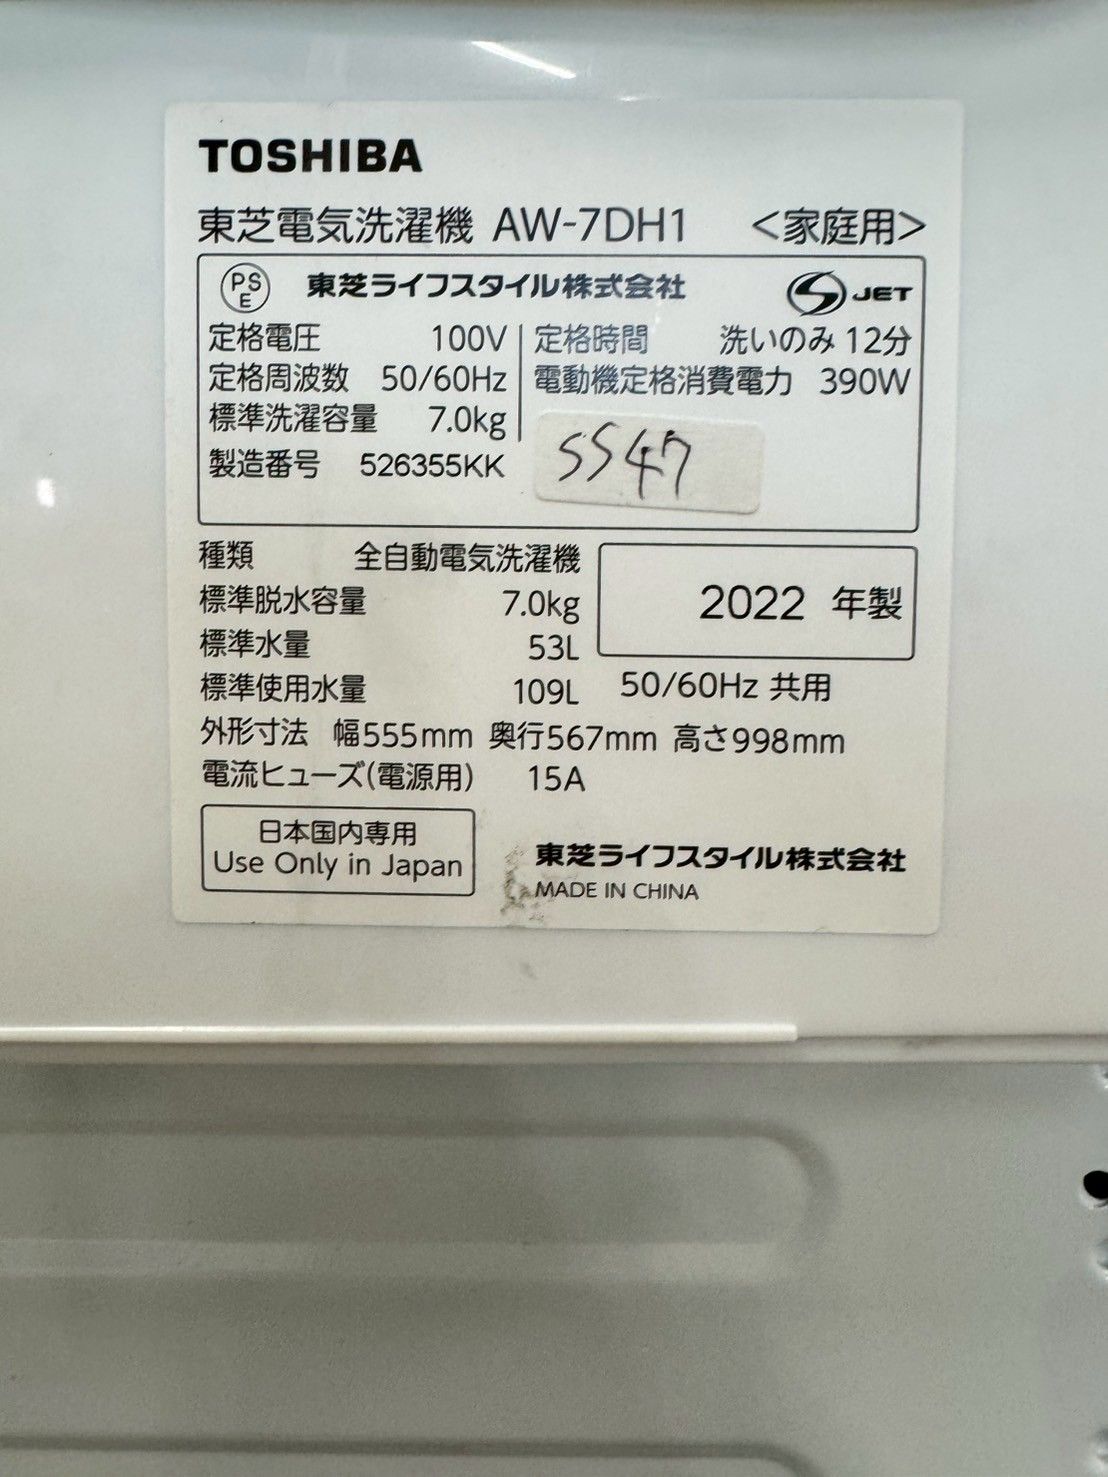 TOSHIBA
東芝電気洗濯機 AW-7DH1 <家庭用>
PSE 東芝ライフスタイル株式会社 S JET
定格電圧 100V 定格時間 洗いのみ 12分
定格周波数 50/60Hz 電動機定格消費電力 390W
標準洗濯容量 7.0kg
製造番号 526355KK
SS47
種類 全自動電気洗濯機
標準脱水容量 7.0kg 2022 年製
標準水量 53L
標準使用水量 109L 50/60Hz 共用
外形寸法 幅555mm 奥行567mm 高さ998mm
電流ヒューズ(電源用) 15A
日本国内専用
Use Only in Japan
東芝ライフスタイル株式会社
MADE IN CHINA